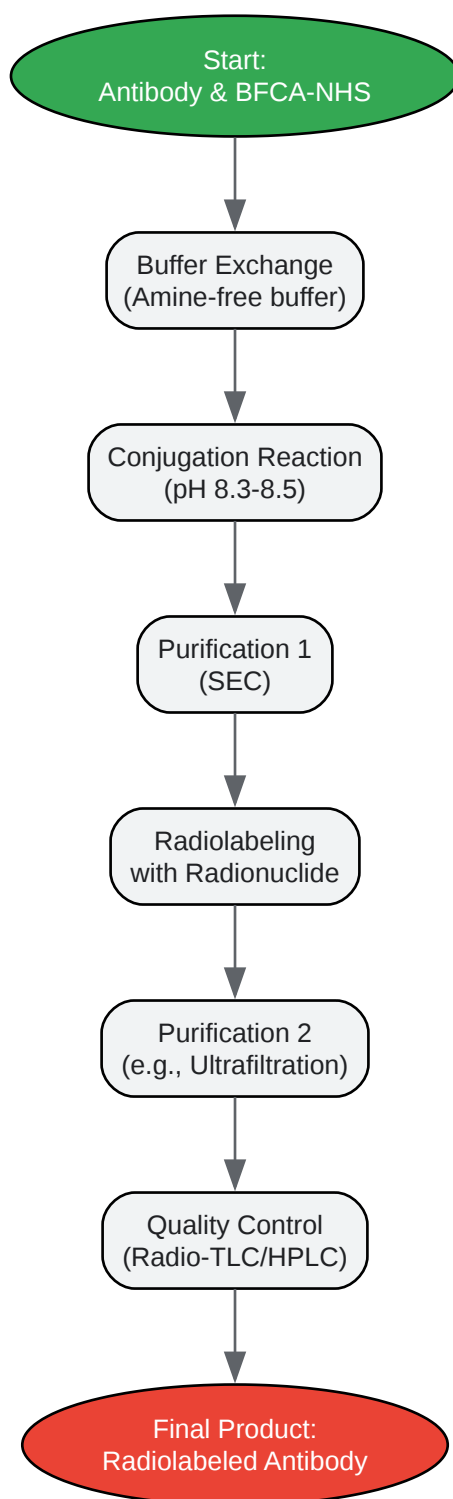 Start:
Antibody & BFCA-NHS
Buffer Exchange
(Amine-free buffer)
Conjugation Reaction
(pH 8.3-8.5)
Purification 1
(SEC)
Radiolabeling
with Radionuclide
Purification 2
(e.g., Ultrafiltration)
Quality Control
(Radio-TLC/HPLC)
Final Product:
Radiolabeled Antibody